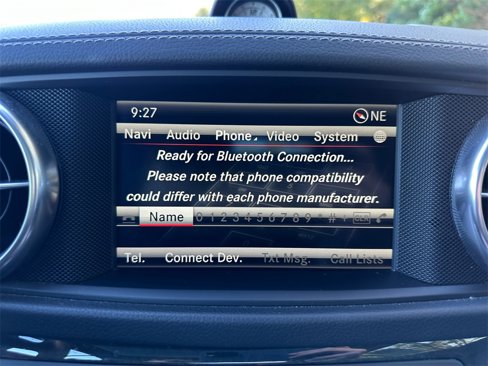 9:27 NE
Navi Audio Phone Video System
Ready for Bluetooth Connection...
Please note that phone compatibility
could differ with each phone manufacturer.
Name 0 1 2 3 4 5 6 7 8 9 * # +
Tel. Connect Dev. Txt Msg. Call Lists